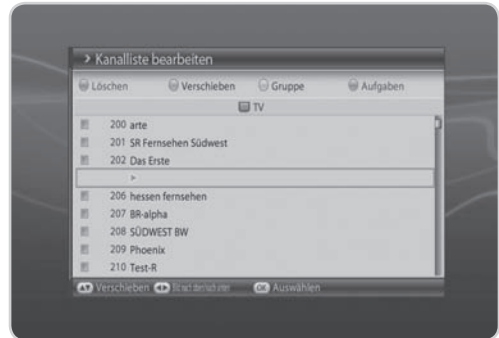 > Kanalliste bearbeiten
Löschen Verschieben Gruppe Aufgaben
TV
200 arte
201 SR Fernsehen Südwest
202 Das Erste
>
206 hessen fernsehen
207 BR-alpha
208 SÜDWEST BW
209 Phoenix
210 Test-R
Verschieben OK Auswählen